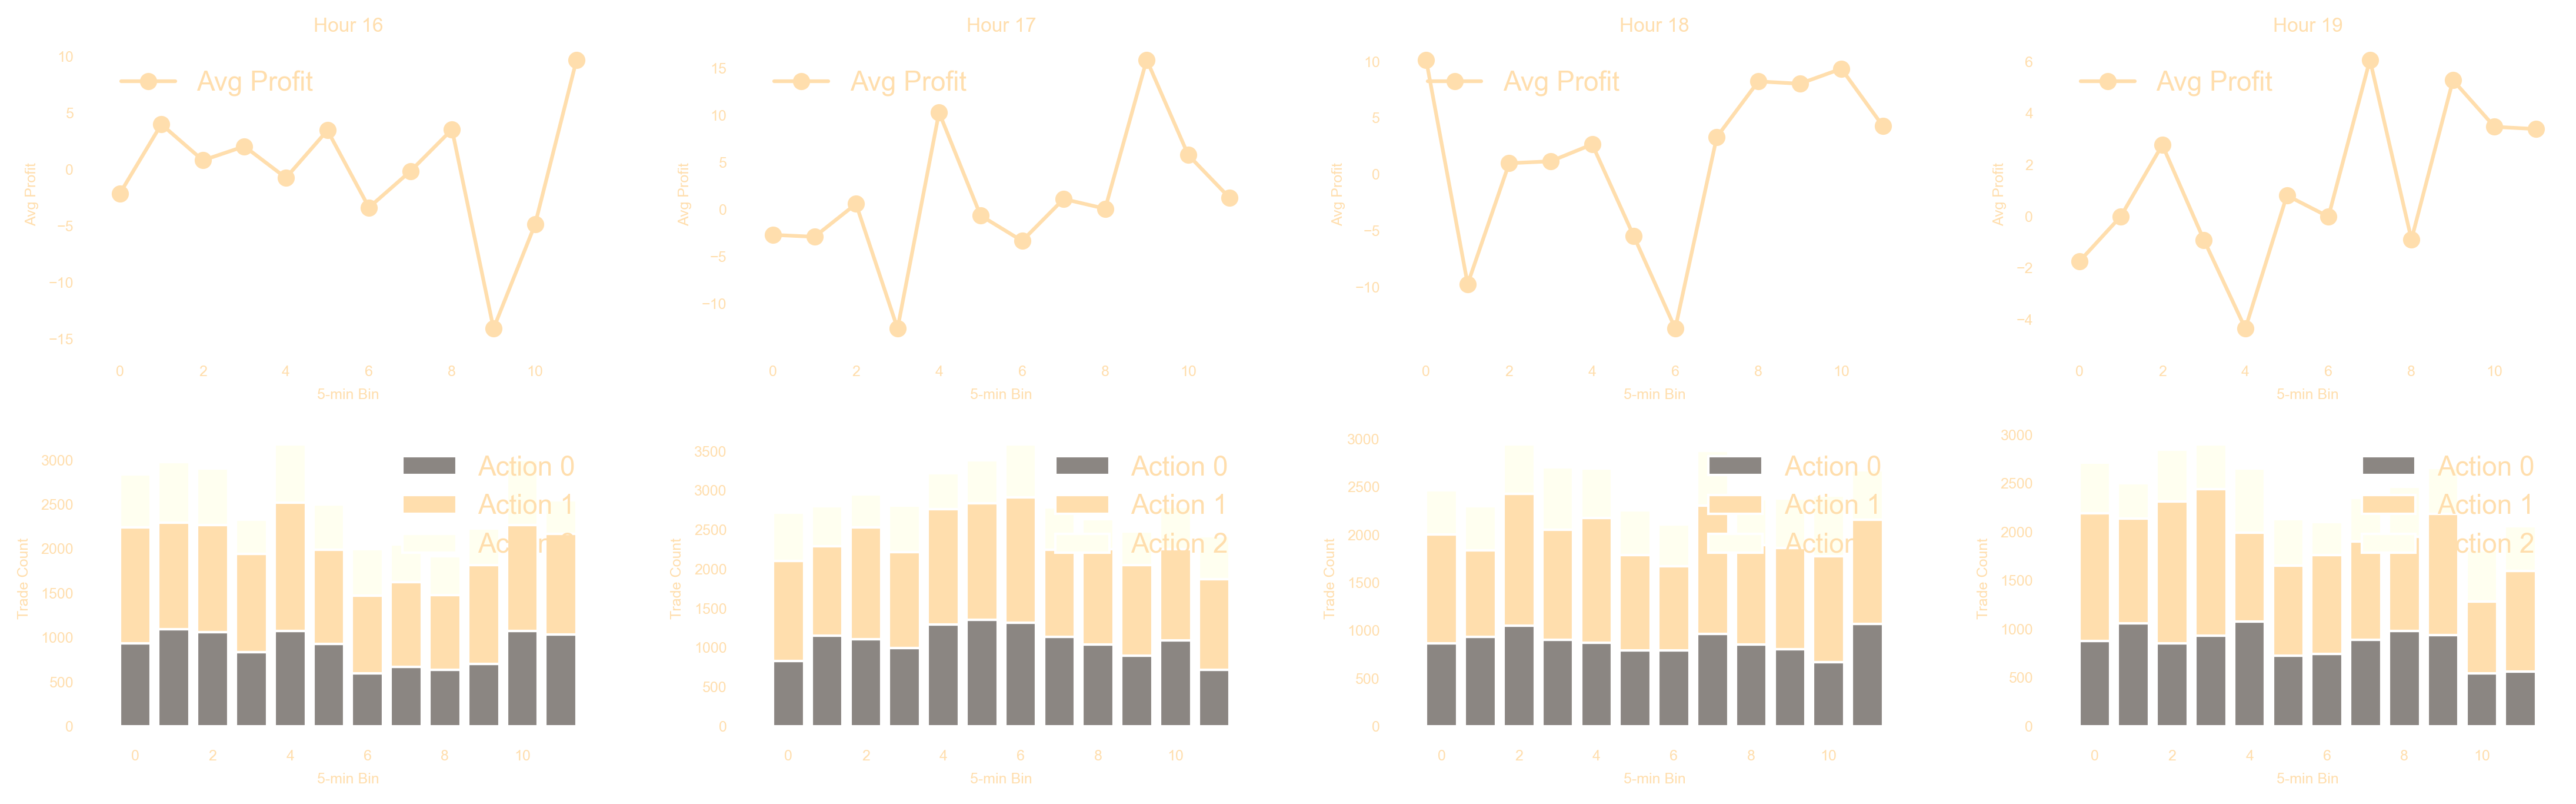 Hour 16
10
5
0
−5
−10
−15
Avg Profit
Avg Profit
0 2 4 6 8 10
5-min Bin
Hour 17
15
10
5
0
−5
−10
Avg Profit
Avg Profit
0 2 4 6 8 10
5-min Bin
Hour 18
10
5
0
−5
−10
Avg Profit
Avg Profit
0 2 4 6 8 10
5-min Bin
Hour 19
6
4
2
0
−2
−4
Avg Profit
Avg Profit
0 2 4 6 8 10
5-min Bin
3000
2500
2000
1500
1000
500
0
Trade Count
Action 0
Action 1
0 2 4 6 8 10
5-min Bin
3500
3000
2500
2000
1500
1000
500
0
Trade Count
Action 0
Action 1
Action 2
0 2 4 6 8 10
5-min Bin
3000
2500
2000
1500
1000
500
0
Trade Count
Action 0
Action 1
Action
0 2 4 6 8 10
5-min Bin
3000
2500
2000
1500
1000
500
0
Trade Count
Action 0
Action 1
Action 2
0 2 4 6 8 10
5-min Bin